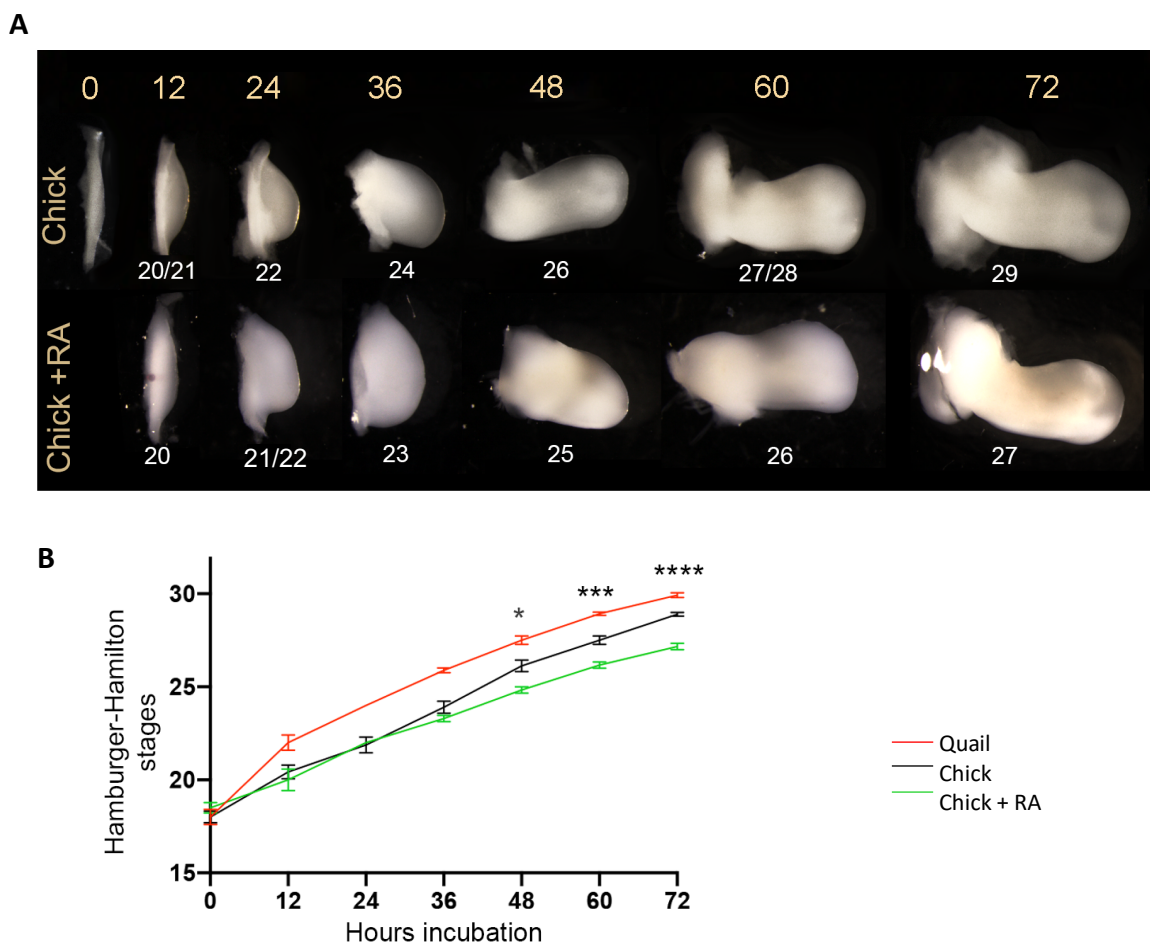 A
0 12 24 36 48 60 72
Chick
20/21 22 24 26 27/28 29
Chick +RA
20 21/22 23 25 26 27
B
Hamburger-Hamilton
stages
30
25
20
15
* *** ****
0 12 24 36 48 60 72
Hours incubation
Quail
Chick
Chick + RA